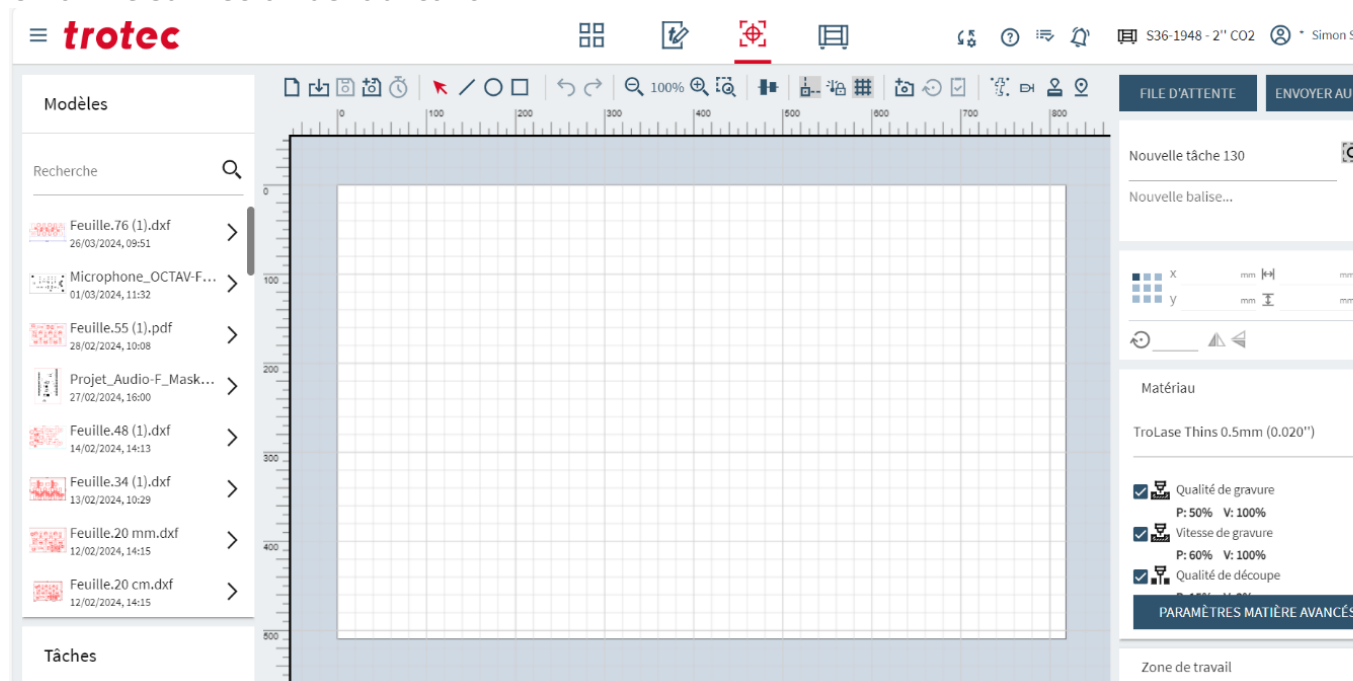 trotec
S36-1948 - 2'' CO2
Simon S
Modèles
Recherche
Feuille.76 (1).dxf
26/03/2024, 09:51
Microphone_OCTAV-F...
01/03/2024, 11:32
Feuille.55 (1).pdf
28/02/2024, 10:08
Projet_Audio-F_Mask...
27/02/2024, 16:00
Feuille.48 (1).dxf
14/02/2024, 14:13
Feuille.34 (1).dxf
13/02/2024, 10:29
Feuille.20 mm.dxf
12/02/2024, 14:15
Feuille.20 cm.dxf
12/02/2024, 14:15
Tâches
100%
0 100 200 300 400 500 600 700 800
0
100
200
300
400
500
FILE D'ATTENTE
ENVOYER AU
Nouvelle tâche 130
Nouvelle balise...
x mm mm
y mm mm
Matériau
TroLase Thins 0.5mm (0.020'')
Qualité de gravure
P: 50% V: 100%
Vitesse de gravure
P: 60% V: 100%
Qualité de découpe
PARAMÈTRES MATIÈRE AVANCÉS
Zone de travail